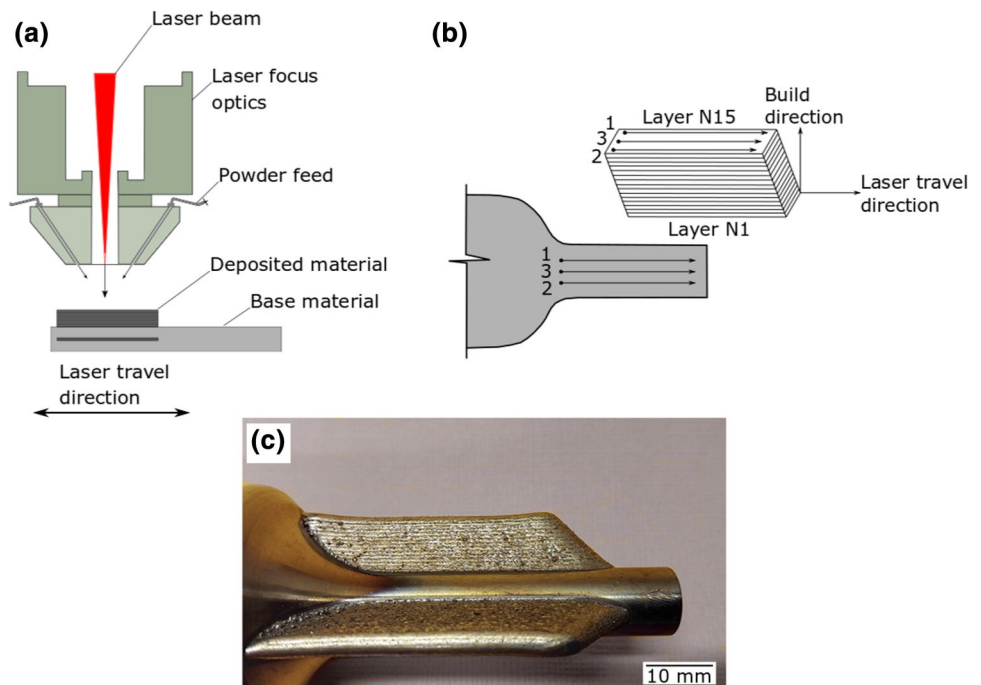 (a)
Laser beam
Laser focus
optics
Powder feed
Deposited material
Base material
Laser travel
direction
(b)
Build
direction
1
Layer N15
3
2
Laser travel
direction
Layer N1
1
3
2
(c)
10 mm